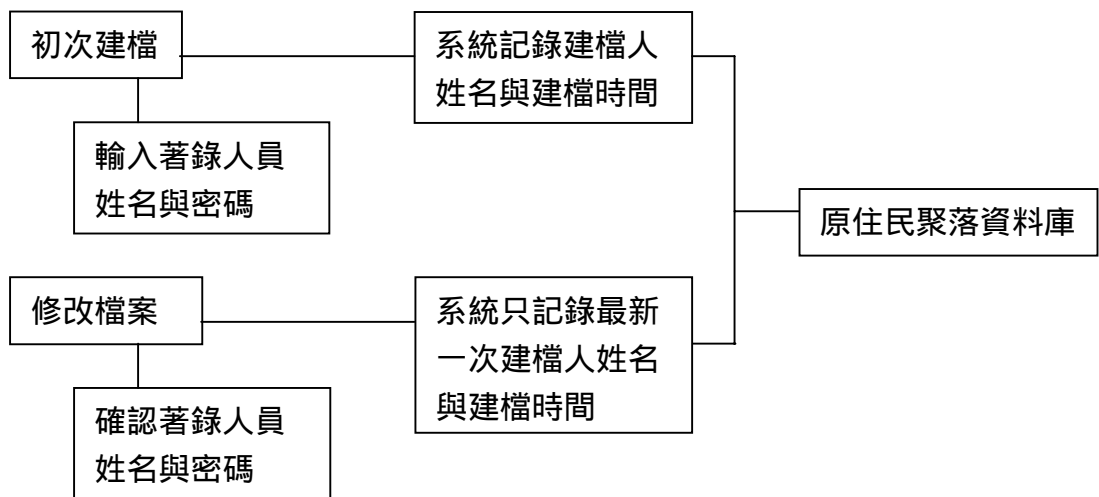 初次建檔
系統記錄建檔人
姓名與建檔時間
輸入著錄人員
姓名與密碼
原住民聚落資料庫
修改檔案
系統只記錄最新
一次建檔人姓名
與建檔時間
確認著錄人員
姓名與密碼